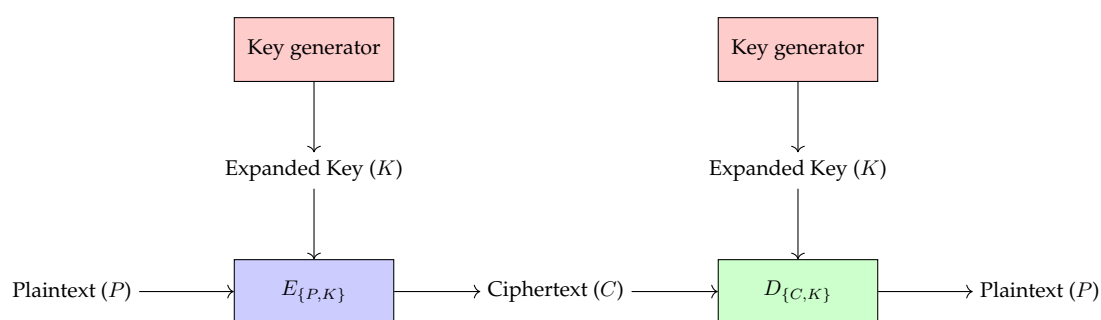 Key generator
Key generator
Expanded Key (K)
Expanded Key (K)
Plaintext (P)
E{P,K}
Ciphertext (C)
D{C,K}
Plaintext (P)